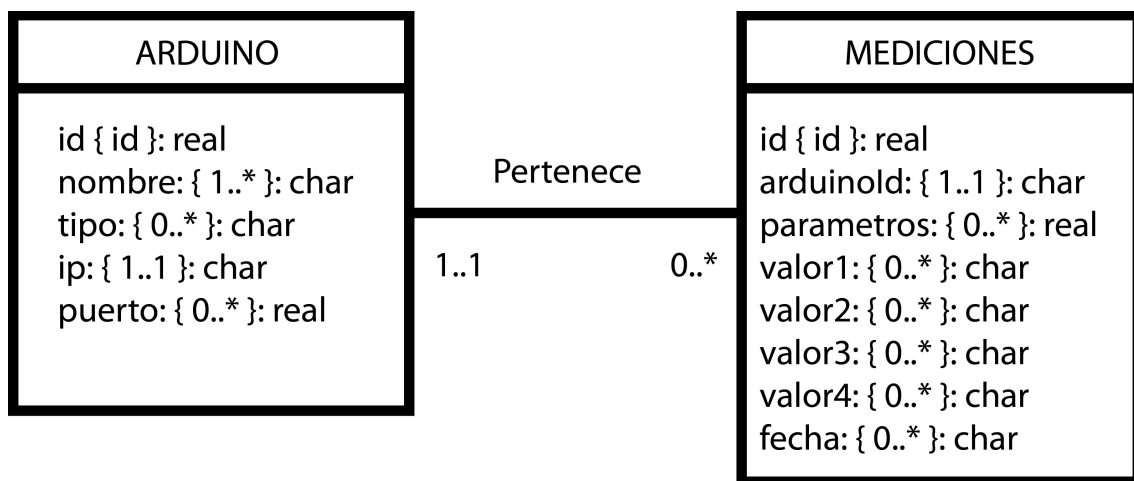 ARDUINO
id { id }: real
nombre: { 1..* }: char
tipo: { 0..* }: char
ip: { 1..1 }: char
puerto: { 0..* }: real
Pertenece
1..1
0..*
MEDICIONES
id { id }: real
arduinoId: { 1..1 }: char
parametros: { 0..* }: real
valor1: { 0..* }: char
valor2: { 0..* }: char
valor3: { 0..* }: char
valor4: { 0..* }: char
fecha: { 0..* }: char